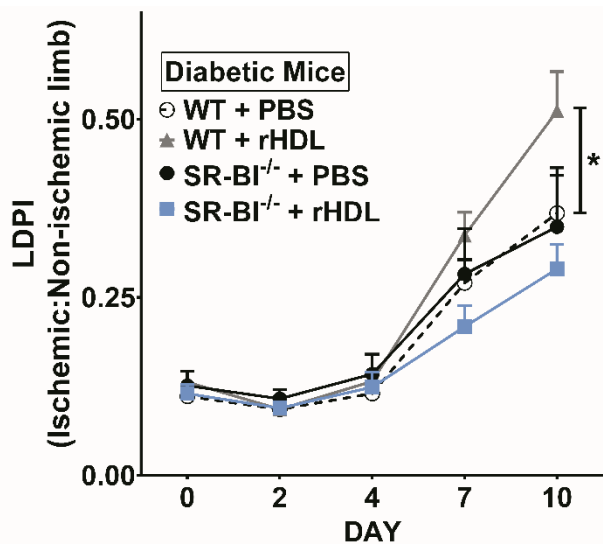 Diabetic Mice
WT + PBS
WT + rHDL
SR-BI-/- + PBS
SR-BI-/- + rHDL
*
LDPI
(Ischemic:Non-ischemic limb)
0.50
0.25
0.00
0 2 4 7 10
DAY